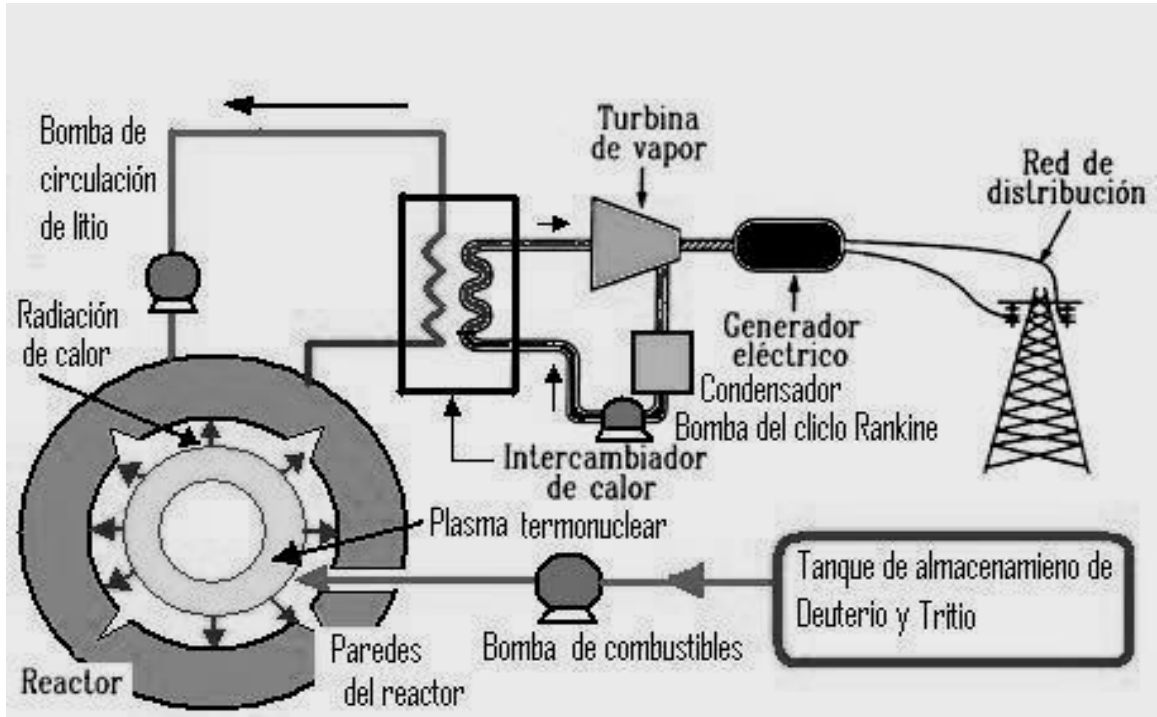 Bomba de
circulación
de litio
Turbina
de vapor
Red de
distribución
Radiación
de calor
Generador
eléctrico
Condensador
Bomba del cliclo Rankine
Intercambiador
de calor
Plasma termonuclear
Tanque de almacenamieno de
Deuterio y Tritio
Bomba de combustibles
Paredes
del reactor
Reactor